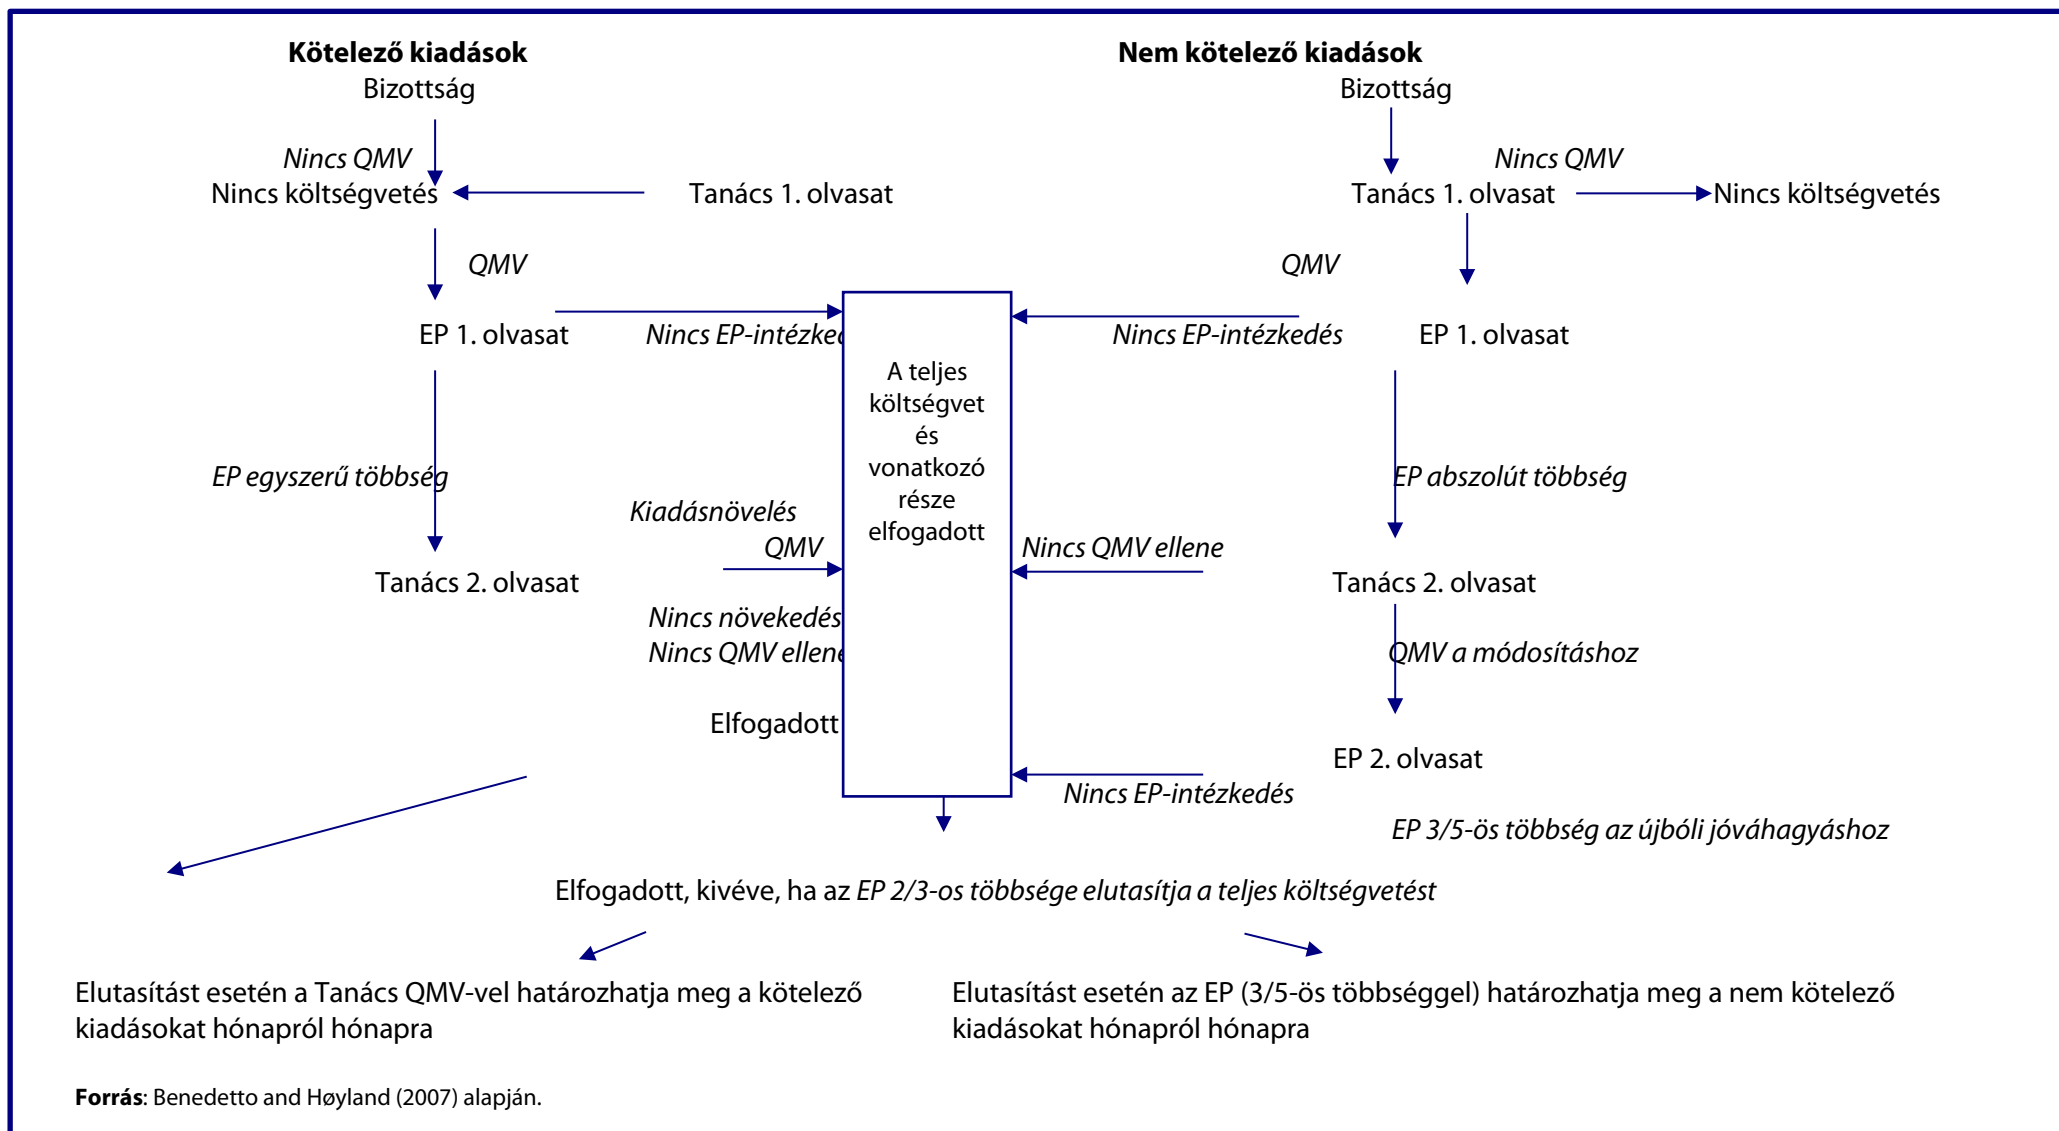 Kötelező kiadások
Nem kötelező kiadások
Bizottság
Bizottság
Nincs QMV
Nincs QMV
Nincs költségvetés
Tanács 1. olvasat
Tanács 1. olvasat
Nincs költségvetés
QMV
QMV
EP 1. olvasat
Nincs EP-intézked
Nincs EP-intézkedés
EP 1. olvasat
A teljes
költségvet
és
vonatkozó
része
elfogadott
EP egyszerű többség
EP abszolút többség
Kiadásnövelés
QMV
Nincs QMV ellene
Tanács 2. olvasat
Tanács 2. olvasat
Nincs növekedés
Nincs QMV ellene
QMV a módosításhoz
Elfogadott
EP 2. olvasat
Nincs EP-intézkedés
EP 3/5-ös többség az újbóli jóváhagyáshoz
Elfogadott, kivéve, ha az EP 2/3-os többsége elutasítja a teljes költségvetést
Elutasítást esetén a Tanács QMV-vel határozhatja meg a kötelező
kiadásokat hónapról hónapra
Elutasítást esetén az EP (3/5-ös többséggel) határozhatja meg a nem kötelező
kiadásokat hónapról hónapra
Forrás: Benedetto and Høyland (2007) alapján.